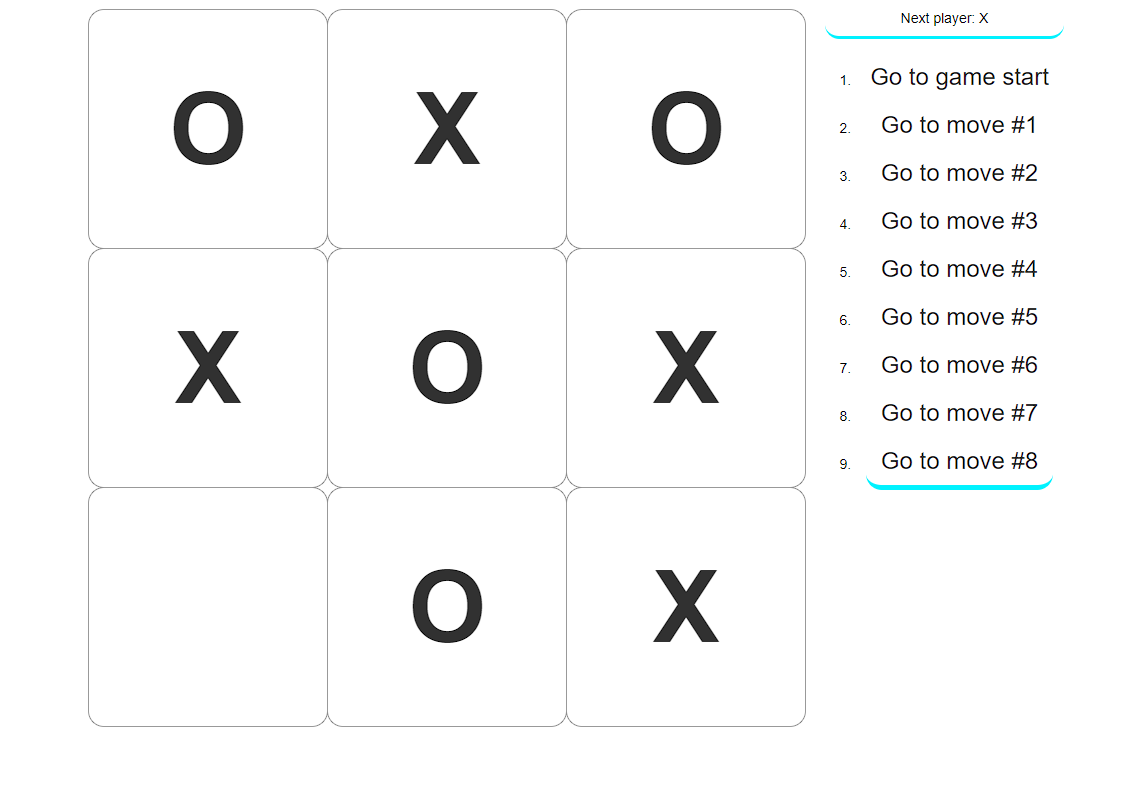 O X O
X O X
O X
Next player: X
1. Go to game start
2. Go to move #1
3. Go to move #2
4. Go to move #3
5. Go to move #4
6. Go to move #5
7. Go to move #6
8. Go to move #7
9. Go to move #8